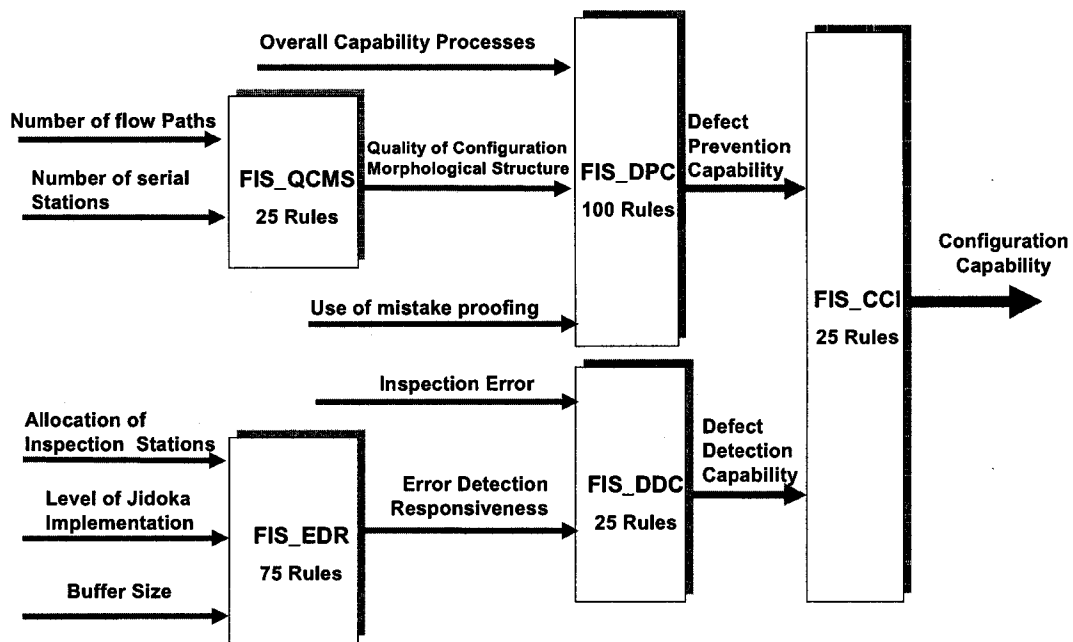 Overall Capability Processes
Number of flow Paths
Number of serial
Stations
FIS_QCMS
25 Rules
Quality of Configuration
Morphological Structure
FIS_DPC
100 Rules
Defect
Prevention
Capability
Use of mistake proofing
FIS_CCI
25 Rules
Configuration
Capability
Inspection Error
Allocation of
Inspection Stations
Level of Jidoka
Implementation
Buffer Size
FIS_EDR
75 Rules
Error Detection
Responsiveness
FIS_DDC
25 Rules
Defect
Detection
Capability